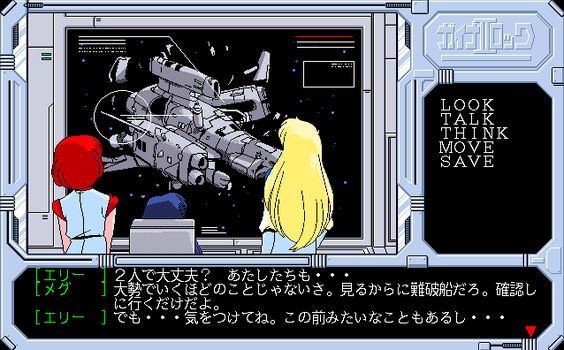 LOOK
TALK
THINK
MOVE
SAVE
[エリー] 2人で大丈夫? あたしたちも・・・
[メグ] 大勢でいくほどのことじゃないさ。見るからに難破船だろ。確認し
に行くだけだよ。
[エリー] でも・・・気をつけてね。この前みたいなこともあるし・・・